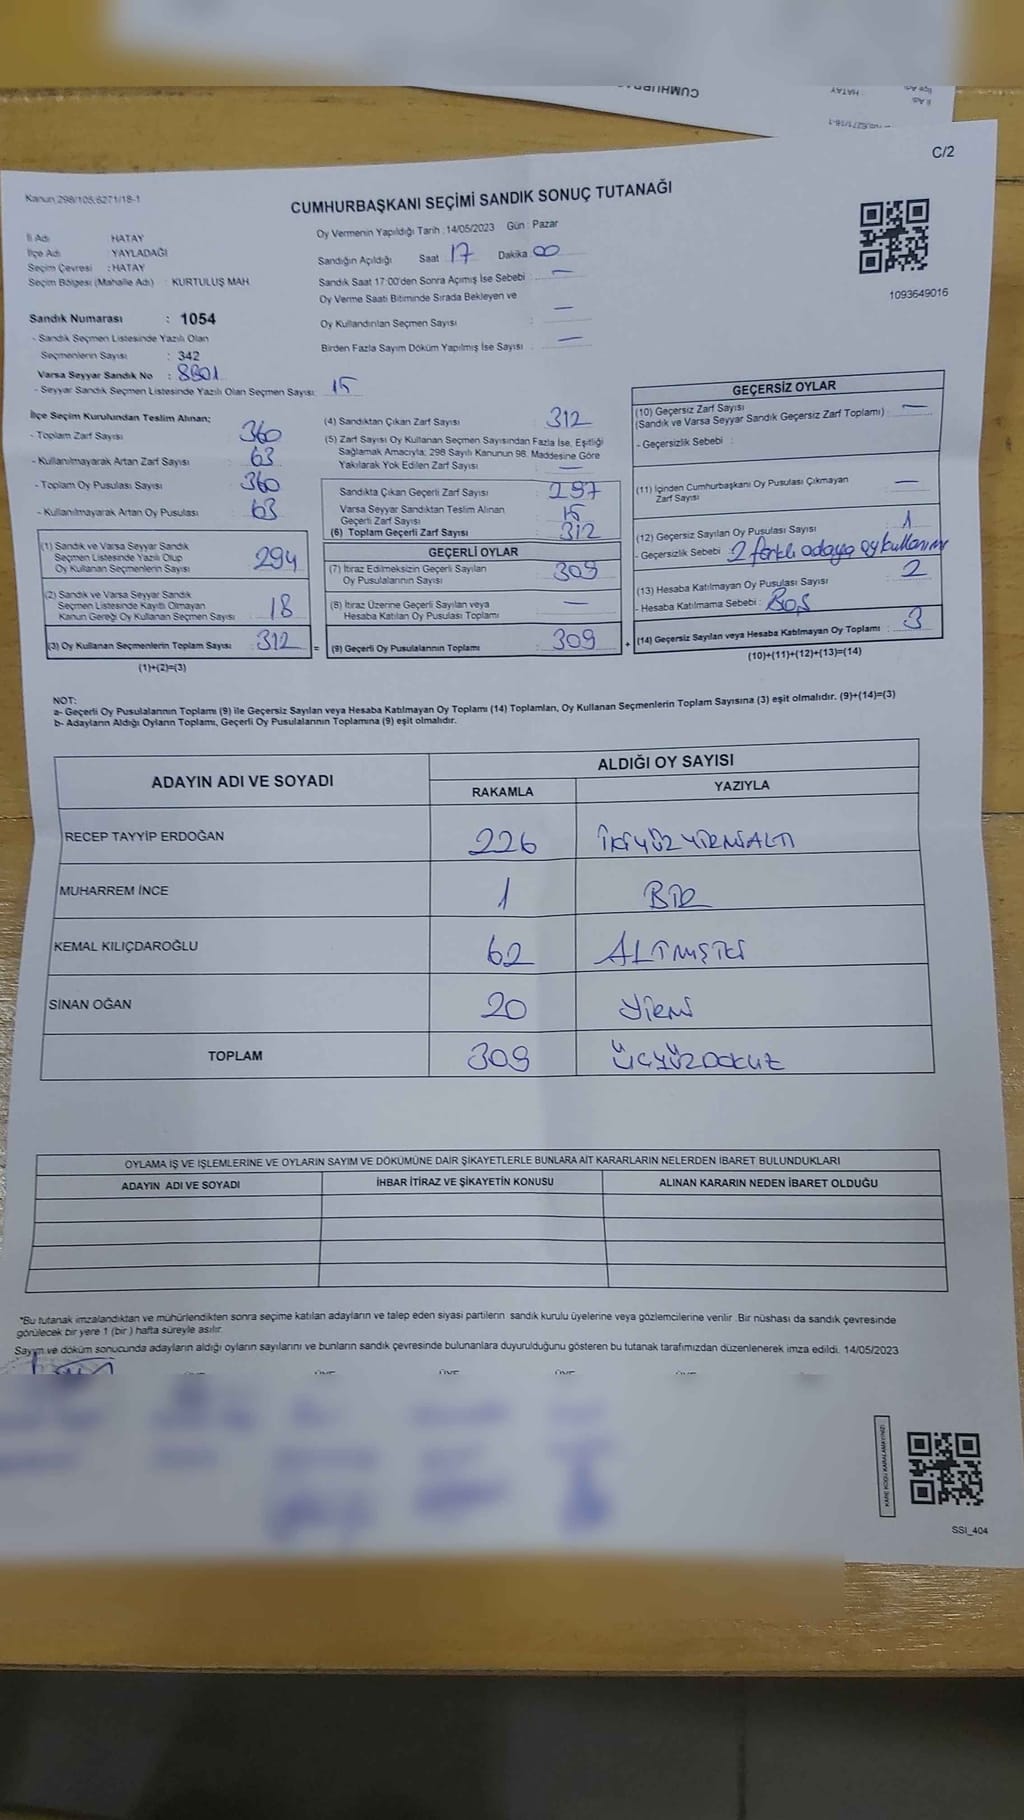 CUMHURBA
HATAY
İlçe Adı
İl Adı
C/2
Kanun 298/105;6271/18-1
CUMHURBAŞKANI SEÇİMİ SANDIK SONUÇ TUTANAĞI
Oy Vermenin Yapıldığı Tarih : 14/05/2023 Gün : Pazar
İl Adı : HATAY
İlçe Adı : YAYLADAĞI
Seçim Çevresi : HATAY
Seçim Bölgesi (Mahalle Adı) : KURTULUŞ MAH.
Sandığın Açıldığı Saat 17 Dakika 00
Sandık Saat 17:00'den Sonra Açımış İse Sebebi —
Oy Verme Saati Bitiminde Sırada Bekleyen ve
Oy Kullandırılan Seçmen Sayısı : —
Birden Fazla Sayım Döküm Yapılmış İse Sayısı : —
1093649016
Sandık Numarası : 1054
- Sandık Seçmen Listesinde Yazılı Olan
Seçmenlerin Sayısı : 342
Varsa Seyyar Sandık No : 8801
- Seyyar Sandık Seçmen Listesinde Yazılı Olan Seçmen Sayısı: 15
İlçe Seçim Kurulundan Teslim Alınan;
- Toplam Zarf Sayısı : 360
- Kullanılmayarak Artan Zarf Sayısı : 63
- Toplam Oy Pusulası Sayısı : 360
- Kullanılmayarak Artan Oy Pusulası : 63
(1) Sandık ve Varsa Seyyar Sandık
Seçmen Listesinde Yazılı Olup
Oy Kullanan Seçmenlerin Sayısı : 294
(2) Sandık ve Varsa Seyyar Sandık
Seçmen Listesinde Kayıtlı Olmayan
Kanun Gereği Oy Kullanan Seçmen Sayısı : 18
(3) Oy Kullanan Seçmenlerin Toplam Sayısı : 312
(1)+(2)=(3)
(4) Sandıktan Çıkan Zarf Sayısı : 312
(5) Zarf Sayısı Oy Kullanan Seçmen Sayısından Fazla İse, Eşitliği
Sağlamak Amacıyla; 298 Sayılı Kanunun 98. Maddesine Göre
Yakılarak Yok Edilen Zarf Sayısı : —
Sandıkta Çıkan Geçerli Zarf Sayısı : 297
Varsa Seyyar Sandıktan Teslim Alınan
Geçerli Zarf Sayısı : 15
(6) Toplam Geçerli Zarf Sayısı : 312
GEÇERLİ OYLAR
(7) İtiraz Edilmeksizin Geçerli Sayılan
Oy Pusulalarının Sayısı : 309
(8) İtiraz Üzerine Geçerli Sayılan veya
Hesaba Katılan Oy Pusulası Toplamı : —
= (9) Geçerli Oy Pusulalarının Toplamı : 309
GEÇERSİZ OYLAR
(10) Geçersiz Zarf Sayısı
(Sandık ve Varsa Seyyar Sandık Geçersiz Zarf Toplamı) : —
- Geçersizlik Sebebi :
(11) İçinden Cumhurbaşkanı Oy Pusulası Çıkmayan
Zarf Sayısı : —
(12) Geçersiz Sayılan Oy Pusulası Sayısı : 1
- Geçersizlik Sebebi : 2 farklı adaya oy kullanımı
(13) Hesaba Katılmayan Oy Pusulası Sayısı : 2
- Hesaba Katılmama Sebebi : BOŞ
+ (14) Geçersiz Sayılan veya Hesaba Katılmayan Oy Toplamı : 3
(10)+(11)+(12)+(13)=(14)
NOT:
a- Geçerli Oy Pusulalarının Toplamı (9) ile Geçersiz Sayılan veya Hesaba Katılmayan Oy Toplamı (14) Toplamları, Oy Kullanan Seçmenlerin Toplam Sayısına (3) eşit olmalıdır. (9)+(14)=(3)
b- Adayların Aldığı Oyların Toplamı, Geçerli Oy Pusulalarının Toplamına (9) eşit olmalıdır.
ADAYIN ADI VE SOYADI ALDIĞI OY SAYISI
RAKAMLA YAZIYLA
RECEP TAYYİP ERDOĞAN 226 İKİYÜZYİRMİALTI
MUHARREM İNCE 1 BİR
KEMAL KILIÇDAROĞLU 62 ALTMIŞİKİ
SİNAN OĞAN 20 YİRMİ
TOPLAM 309 ÜÇYÜZDOKUZ
OYLAMA İŞ VE İŞLEMLERİNE VE OYLARIN SAYIM VE DÖKÜMÜNE DAİR ŞİKAYETLERLE BUNLARA AİT KARARLARIN NELERDEN İBARET BULUNDUKLARI
ADAYIN ADI VE SOYADI İHBAR İTİRAZ VE ŞİKAYETİN KONUSU ALINAN KARARIN NEDEN İBARET OLDUĞU
*Bu tutanak imzalandıktan ve mühürlendikten sonra seçime katılan adayların ve talep eden siyasi partilerin sandık kurulu üyelerine veya gözlemcilerine verilir. Bir nüshası da sandık çevresinde
görülecek bir yere 1 (bir ) hafta süreyle asılır.
Sayım ve döküm sonucunda adayların aldığı oyların sayılarını ve bunların sandık çevresinde bulunanlara duyurulduğunu gösteren bu tutanak tarafımızdan düzenlenerek imza edildi. 14/05/2023
KARE KODU KARALAMAYINIZ!
SSI_404